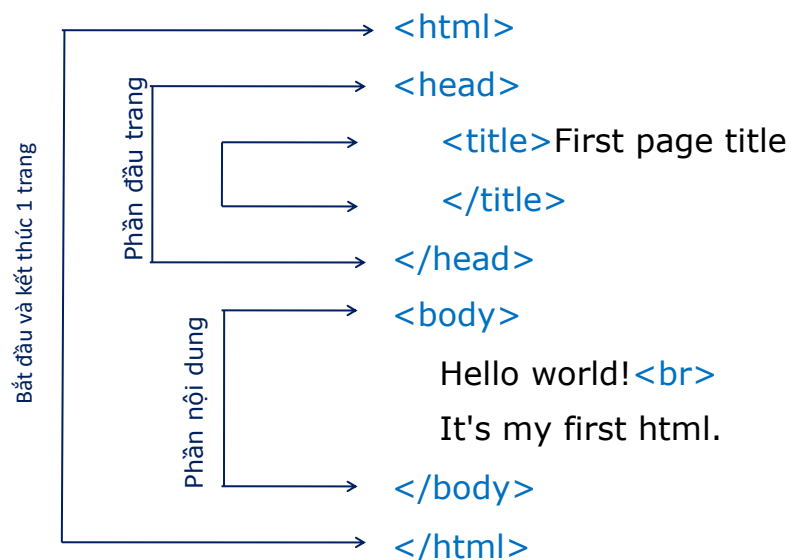 Bắt đầu và kết thúc 1 trang
Phần đầu trang
Phần nội dung
<html>
<head>
<title>First page title
</title>
</head>
<body>
Hello world!<br>
It's my first html.
</body>
</html>